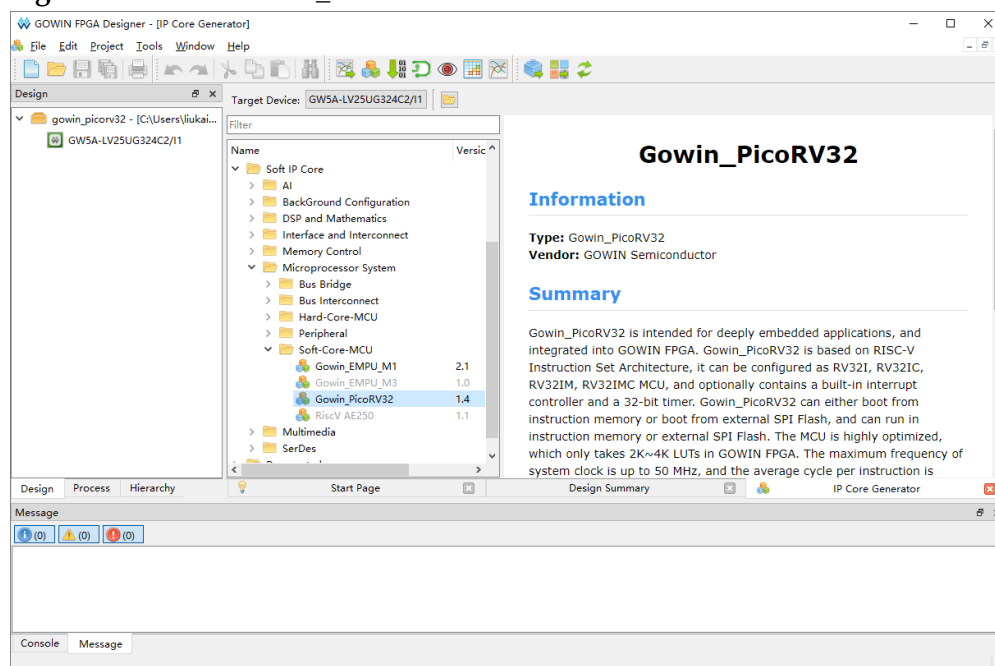 GOWIN FPGA Designer - [IP Core Generator]
File Edit Project Tools Window Help
Design
Target Device: GW5A-LV25UG324C2/I1
gowin_picorv32 - [C:\Users\liukai...
GW5A-LV25UG324C2/I1
Filter
Name Versic
Soft IP Core
AI
BackGround Configuration
DSP and Mathematics
Interface and Interconnect
Memory Control
Microprocessor System
Bus Bridge
Bus Interconnect
Hard-Core-MCU
Peripheral
Soft-Core-MCU
Gowin_EMPU_M1 2.1
Gowin_EMPU_M3 1.0
Gowin_PicoRV32 1.4
RiscV AE250 1.1
Multimedia
SerDes
Gowin_PicoRV32
Information
Type: Gowin_PicoRV32
Vendor: GOWIN Semiconductor
Summary
Gowin_PicoRV32 is intended for deeply embedded applications, and
integrated into GOWIN FPGA. Gowin_PicoRV32 is based on RISC-V
Instruction Set Architecture, it can be configured as RV32I, RV32IC,
RV32IM, RV32IMC MCU, and optionally contains a built-in interrupt
controller and a 32-bit timer. Gowin_PicoRV32 can either boot from
instruction memory or boot from external SPI Flash, and can run in
instruction memory or external SPI Flash. The MCU is highly optimized,
which only takes 2K~4K LUTs in GOWIN FPGA. The maximum frequency of
system clock is up to 50 MHz, and the average cycle per instruction is
Design Process Hierarchy
Start Page Design Summary IP Core Generator
Message
(0) (0) (0)
Console Message